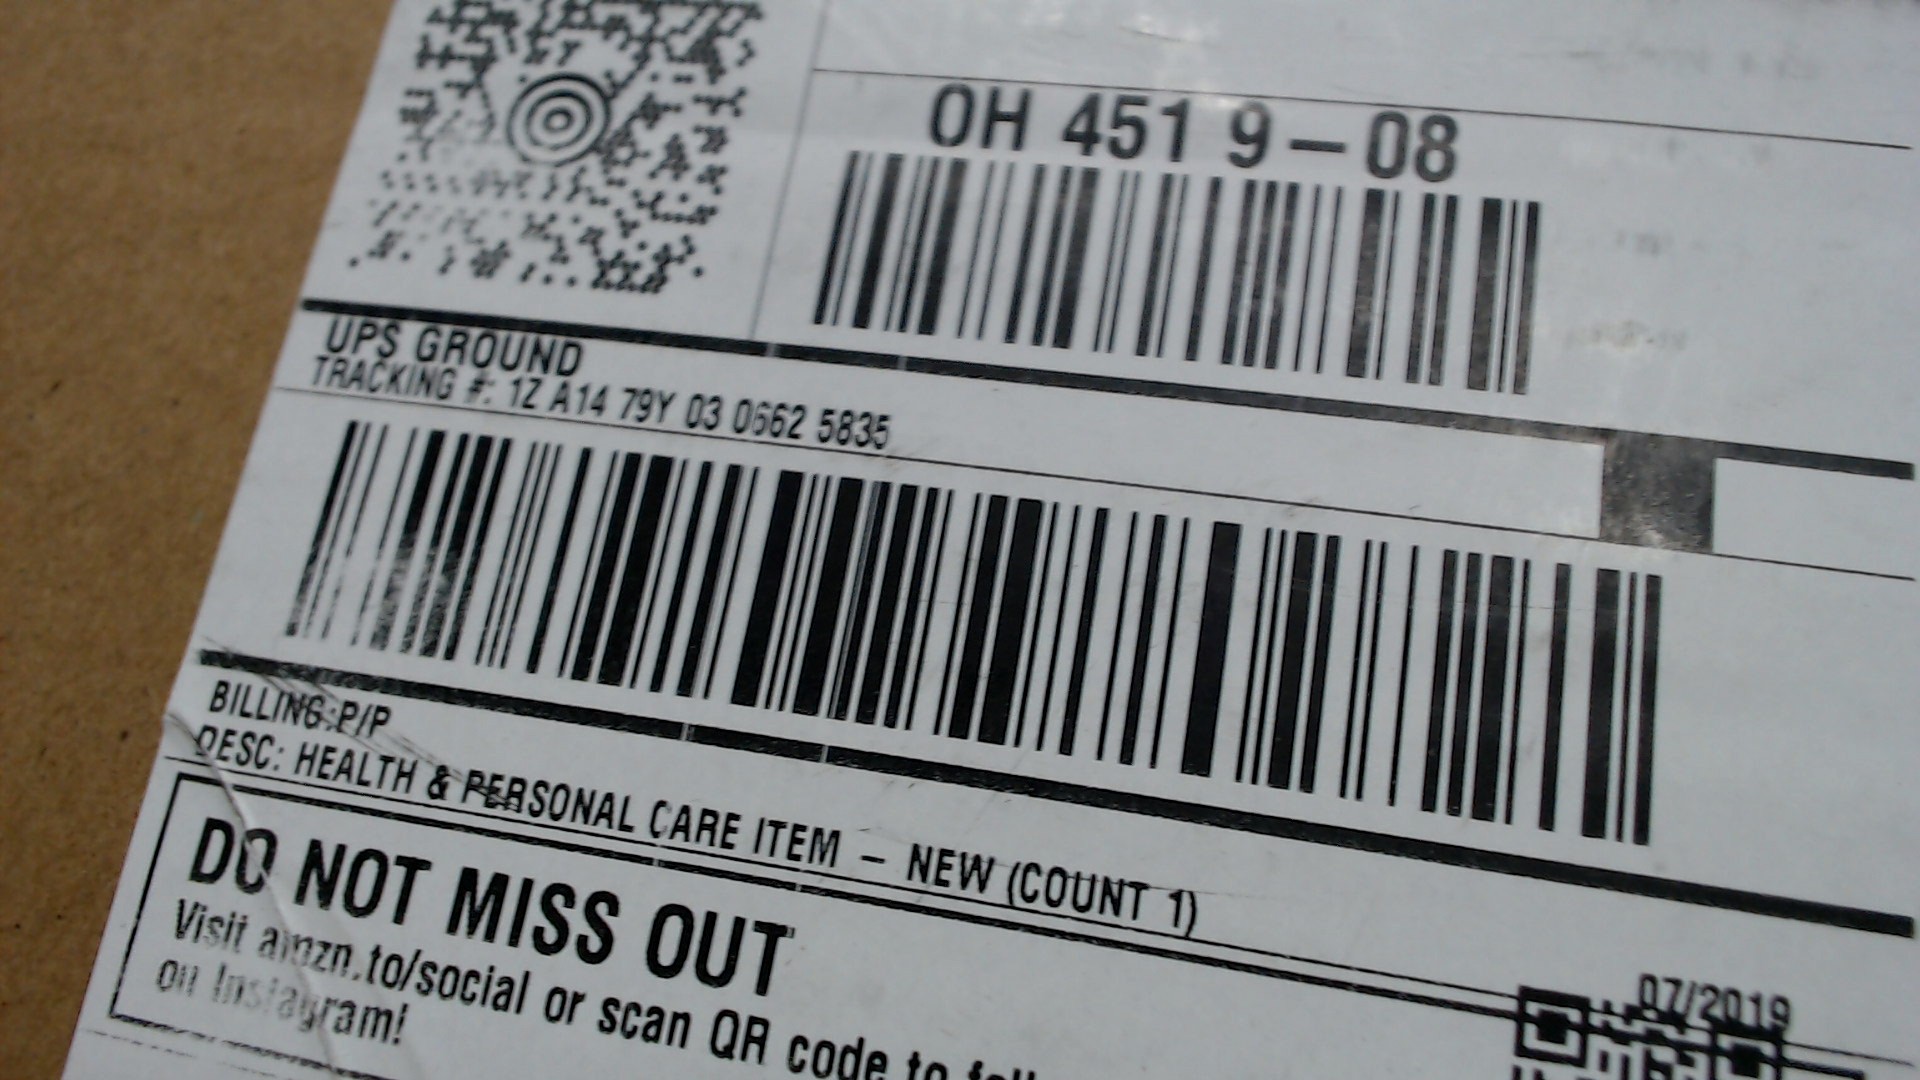 OH 451 9-08
UPS GROUND
TRACKING #: 1Z A14 79Y 03 0662 5835
BILLING:P/P
DESC: HEALTH & PERSONAL CARE ITEM - NEW (COUNT 1)
DO NOT MISS OUT
Visit amzn.to/social or scan QR code to
on Instagram!
07/2019